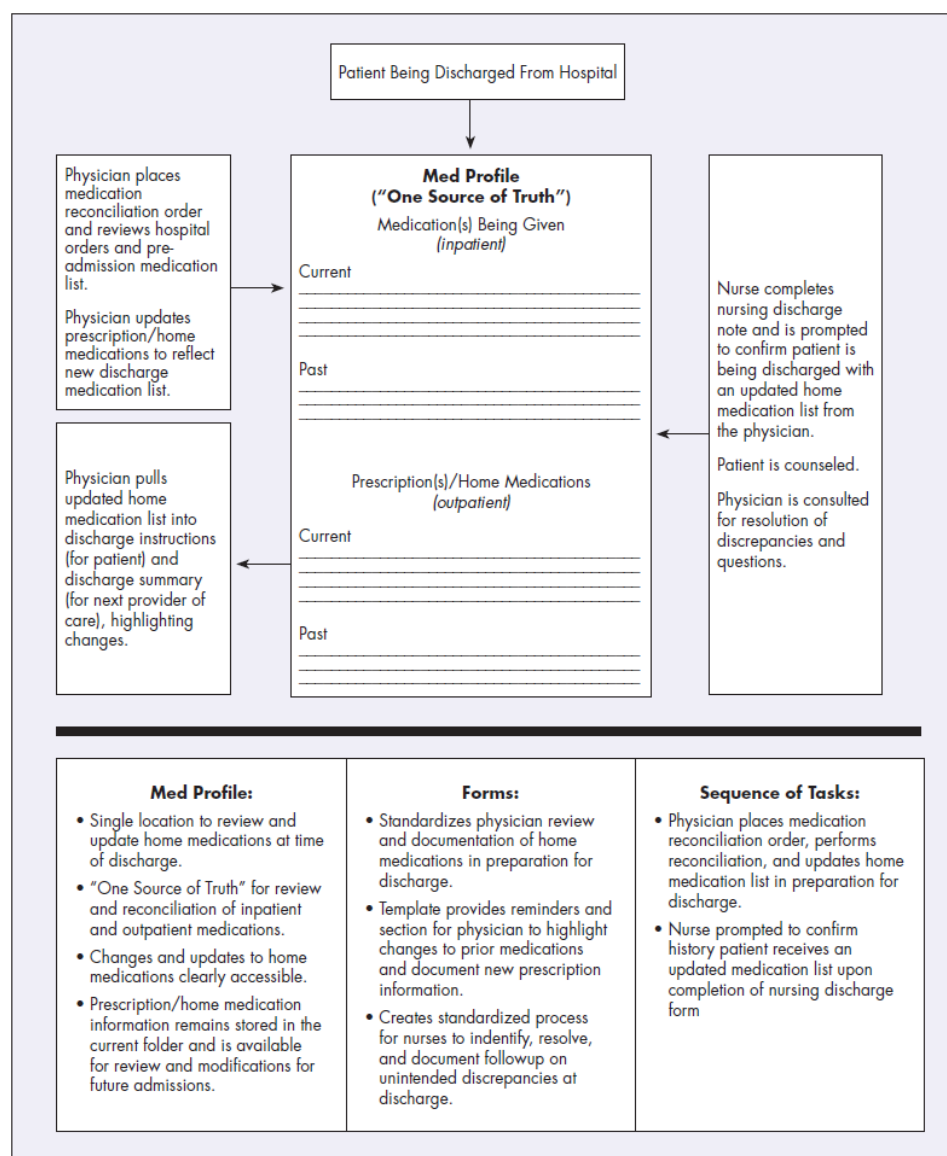 Patient Being Discharged From Hospital
Physician places
medication
reconciliation order
and reviews hospital
orders and pre-
admission medication
list.
Physician updates
prescription/home
medications to reflect
new discharge
medication list.
Physician pulls
updated home
medication list into
discharge instructions
(for patient) and
discharge summary
(for next provider of
care), highlighting
changes.
Med Profile
(“One Source of Truth”)
Medication(s) Being Given
(inpatient)
Current
Past
Prescription(s)/Home Medications
(outpatient)
Current
Past
Nurse completes
nursing discharge
note and is prompted
to confirm patient is
being discharged with
an updated home
medication list from
the physician.
Patient is counseled.
Physician is consulted
for resolution of
discrepancies and
questions.
Med Profile:
• Single location to review and
update home medications at time
of discharge.
• “One Source of Truth” for review
and reconciliation of inpatient
and outpatient medications.
• Changes and updates to home
medications clearly accessible.
• Prescription/home medication
information remains stored in the
current folder and is available
for review and modifications for
future admissions.
Forms:
• Standardizes physician review
and documentation of home
medications in preparation for
discharge.
• Template provides reminders and
section for physician to highlight
changes to prior medications
and document new prescription
information.
• Creates standardized process
for nurses to indentify, resolve,
and document followup on
unintended discrepancies at
discharge.
Sequence of Tasks:
• Physician places medication
reconciliation order, performs
reconciliation, and updates home
medication list in preparation for
discharge.
• Nurse prompted to confirm
history patient receives an
updated medication list upon
completion of nursing discharge
form